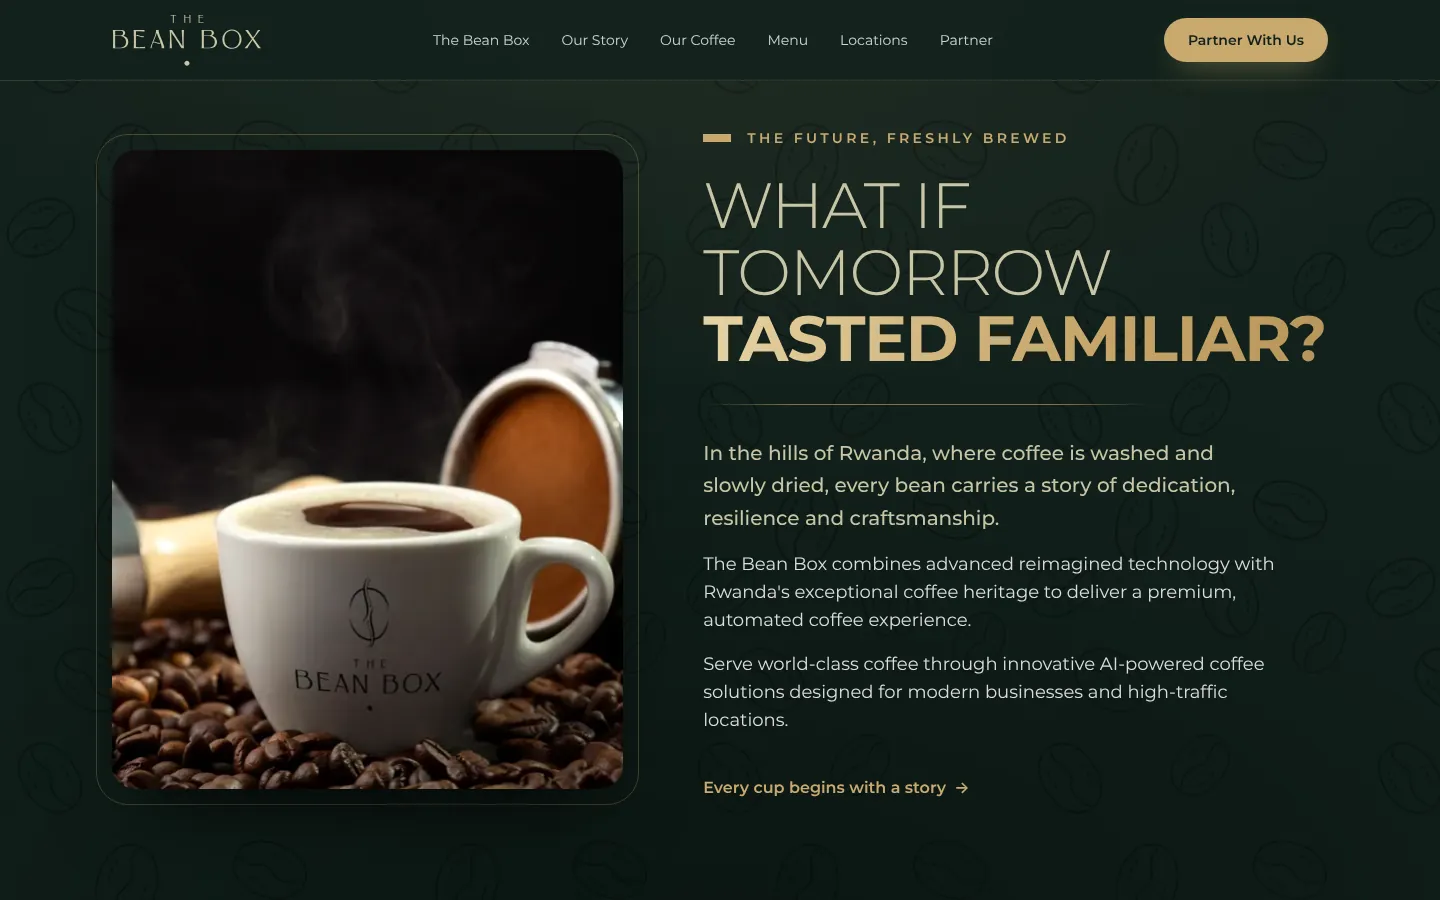 THE
BEAN BOX
The Bean Box
Our Story
Our Coffee
Menu
Locations
Partner
Partner With Us
THE FUTURE, FRESHLY BREWED
WHAT IF
TOMORROW
TASTED FAMILIAR?
In the hills of Rwanda, where coffee is washed and
slowly dried, every bean carries a story of dedication,
resilience and craftsmanship.
The Bean Box combines advanced reimagined technology with
Rwanda's exceptional coffee heritage to deliver a premium,
automated coffee experience.
Serve world-class coffee through innovative AI-powered coffee
solutions designed for modern businesses and high-traffic
locations.
Every cup begins with a story →
THE
BEAN BOX